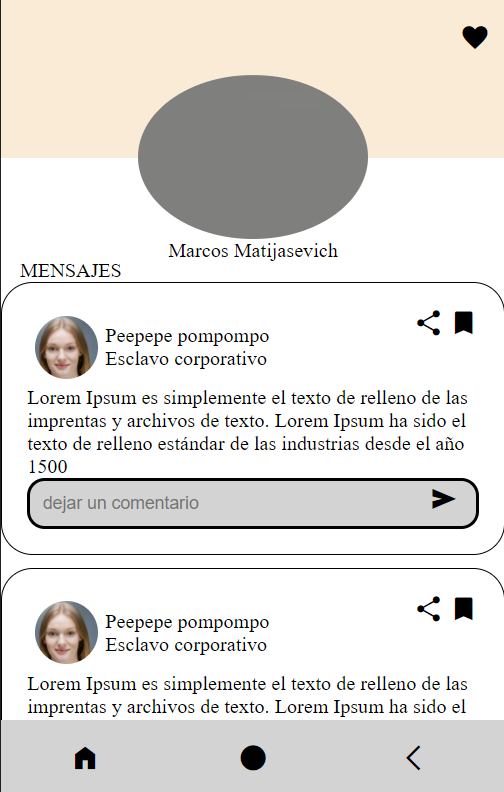 Marcos Matijasevich
MENSAJES
Peepepe pompompo
Esclavo corporativo
Lorem Ipsum es simplemente el texto de relleno de las
imprentas y archivos de texto. Lorem Ipsum ha sido el
texto de relleno estándar de las industrias desde el año
1500
dejar un comentario
Peepepe pompompo
Esclavo corporativo
Lorem Ipsum es simplemente el texto de relleno de las
imprentas y archivos de texto. Lorem Ipsum ha sido el